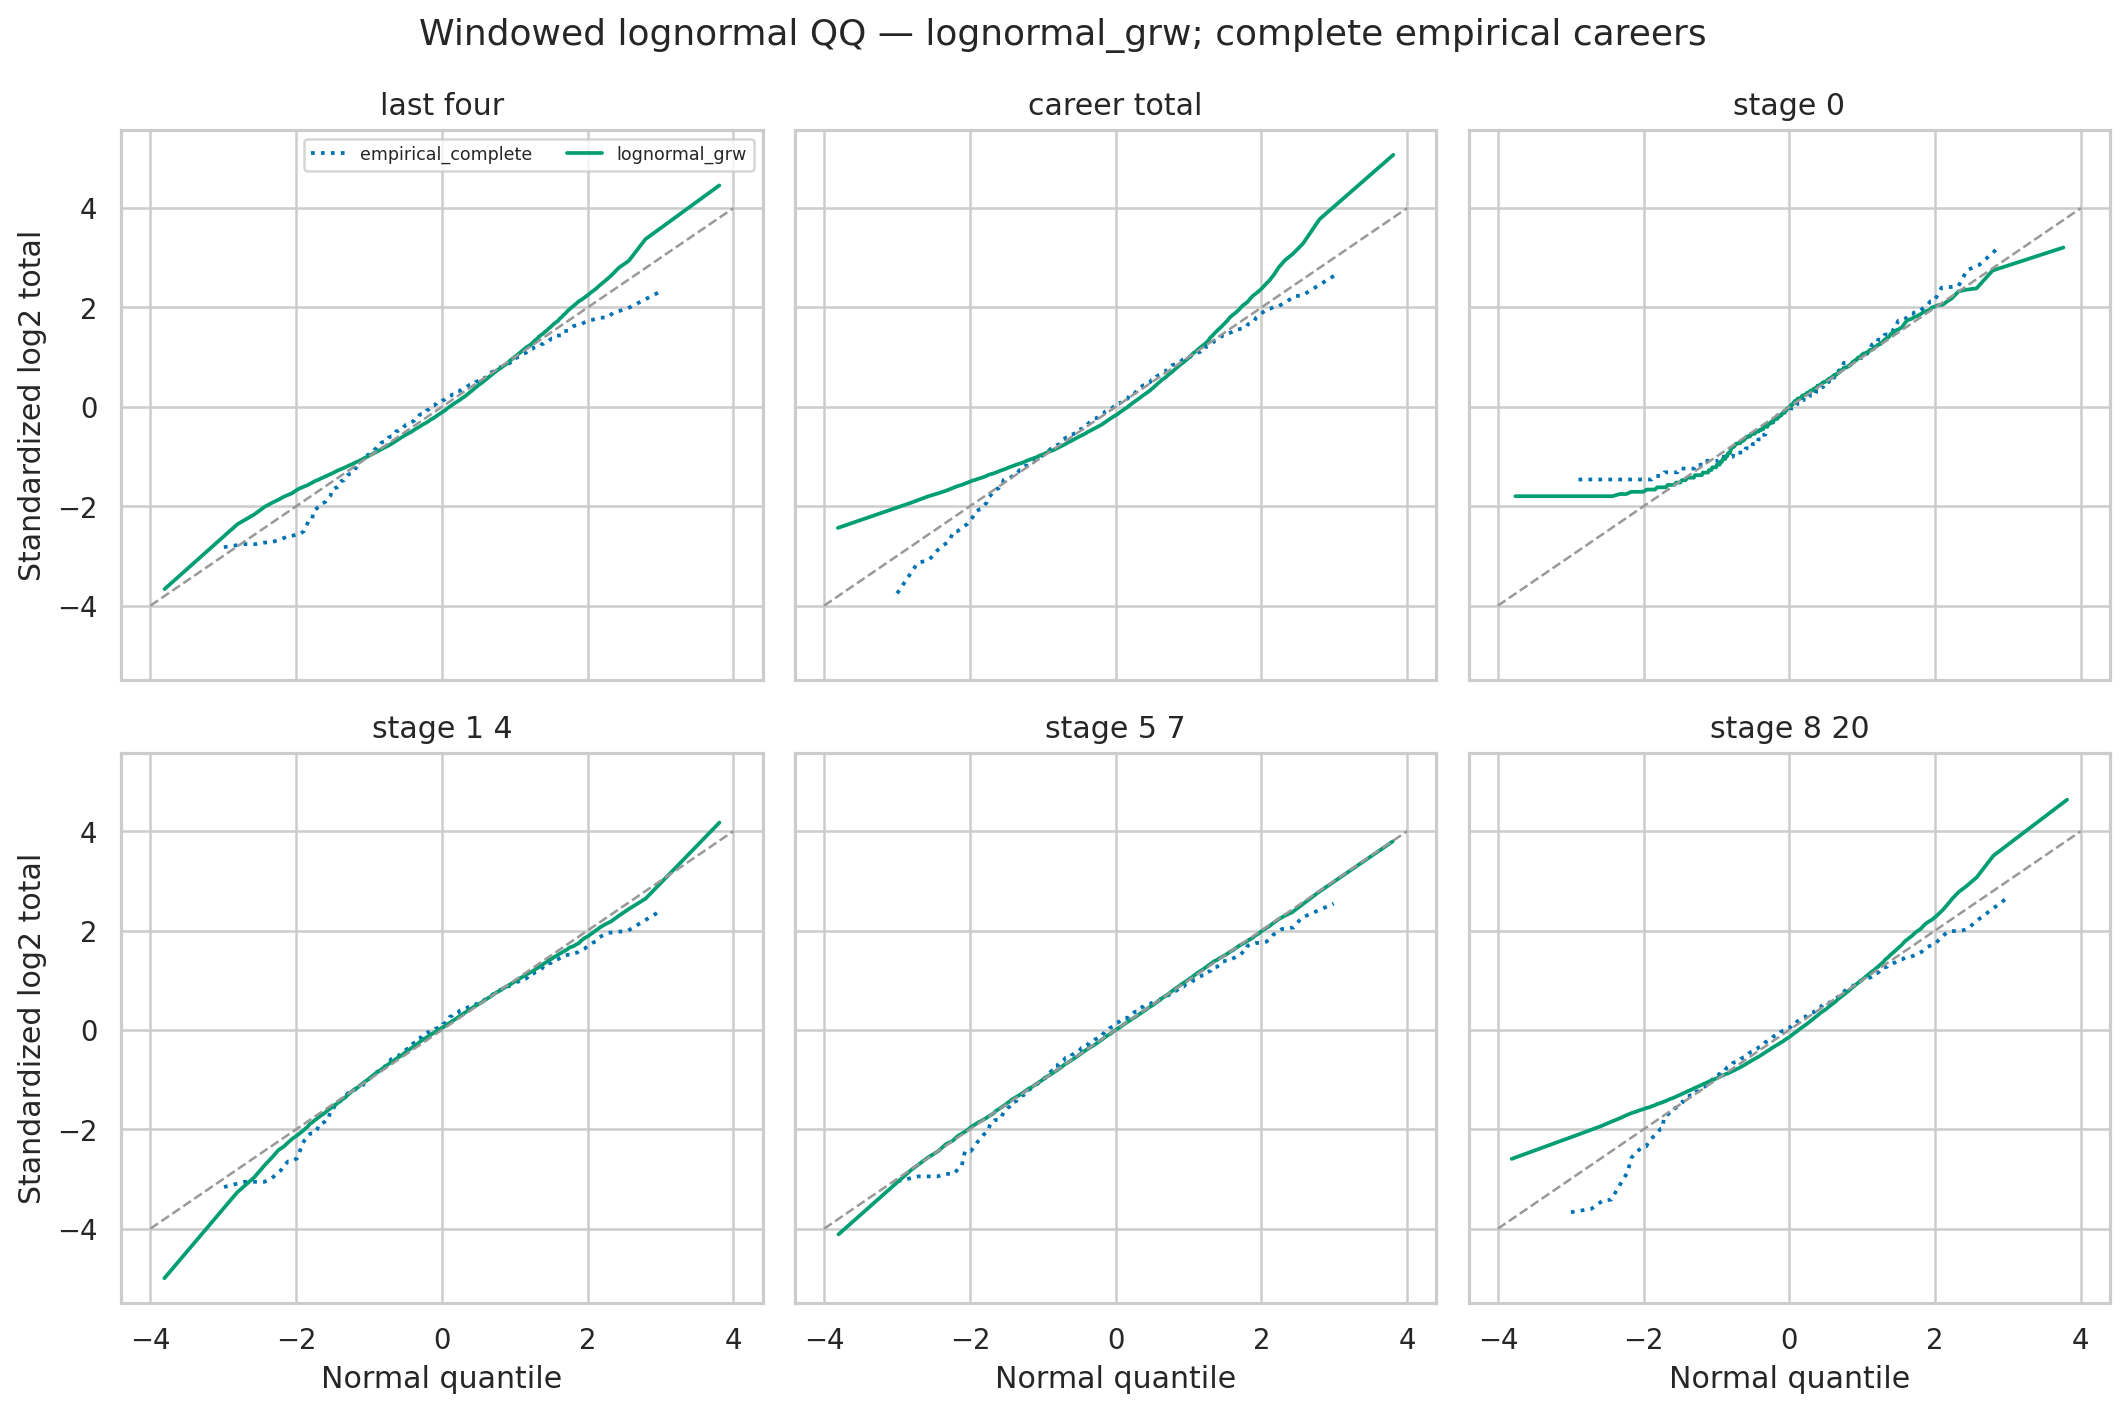 Windowed lognormal QQ — lognormal_grw; complete empirical careers
last four
career total
stage 0
empirical_complete
lognormal_grw
Standardized log2 total
4
2
0
−2
−4
stage 1 4
stage 5 7
stage 8 20
Standardized log2 total
4
2
0
−2
−4
−4 −2 0 2 4
−4 −2 0 2 4
−4 −2 0 2 4
Normal quantile
Normal quantile
Normal quantile